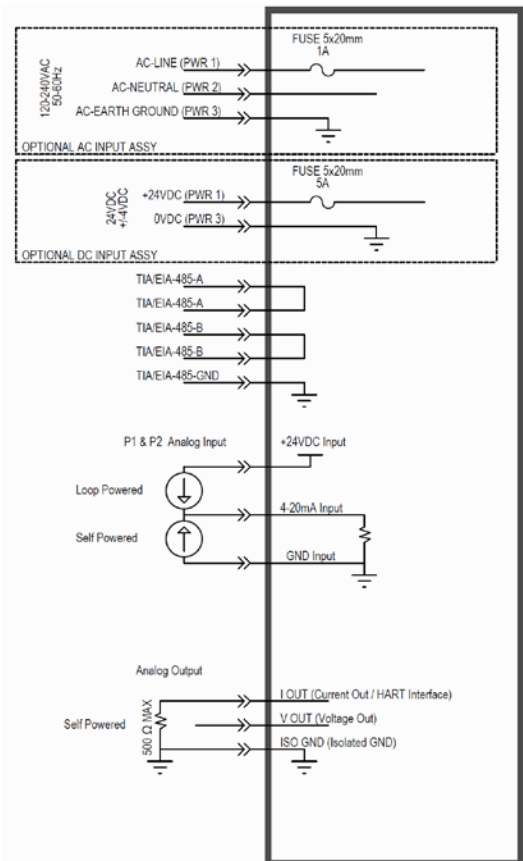 FUSE 5x20mm
1A
120-240VAC
50-60Hz
AC-LINE (PWR 1)
AC-NEUTRAL (PWR 2)
AC-EARTH GROUND (PWR 3)
OPTIONAL AC INPUT ASSY
FUSE 5x20mm
5A
24VDC
+/-4VDC
+24VDC (PWR 1)
0VDC (PWR 3)
OPTIONAL DC INPUT ASSY
TIA/EIA-485-A
TIA/EIA-485-A
TIA/EIA-485-B
TIA/EIA-485-B
TIA/EIA-485-GND
P1 & P2 Analog Input
+24VDC Input
Loop Powered
4-20mA Input
Self Powered
GND Input
Analog Output
I OUT (Current Out / HART Interface)
Self Powered
500 Ω MAX
V OUT (Voltage Out)
ISO GND (Isolated GND)